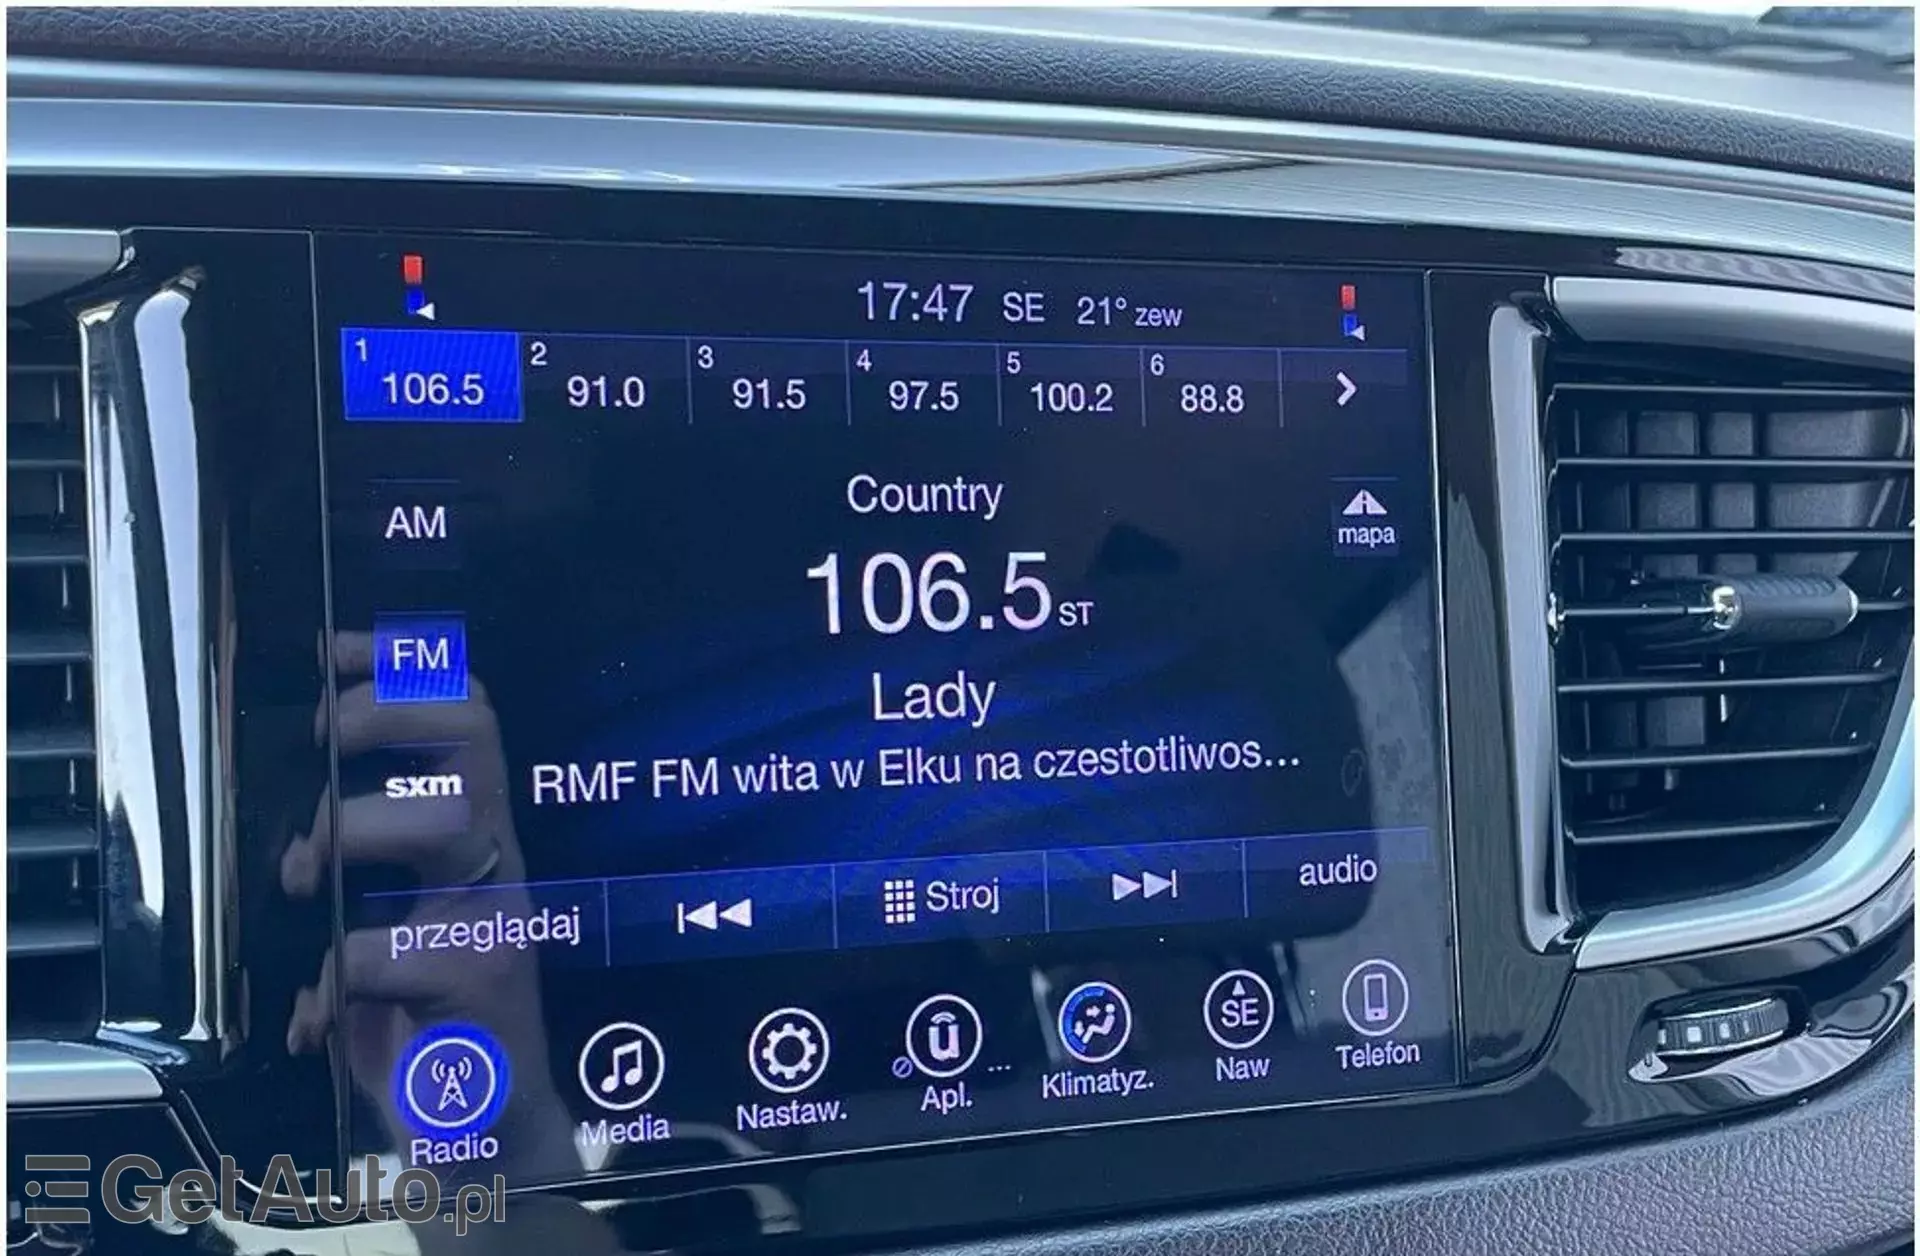 17:47 SE 21° zew
1 106.5 2 91.0 3 91.5 4 97.5 5 100.2 6 88.8
Country
AM
mapa
106.5 ST
FM
Lady
sxm
RMF FM wita w Elku na czestotliwos...
przeglądaj Stroj audio
SE
Radio Media Nastaw. Apl. ... Klimatyz. Naw Telefon
GetAuto.pl